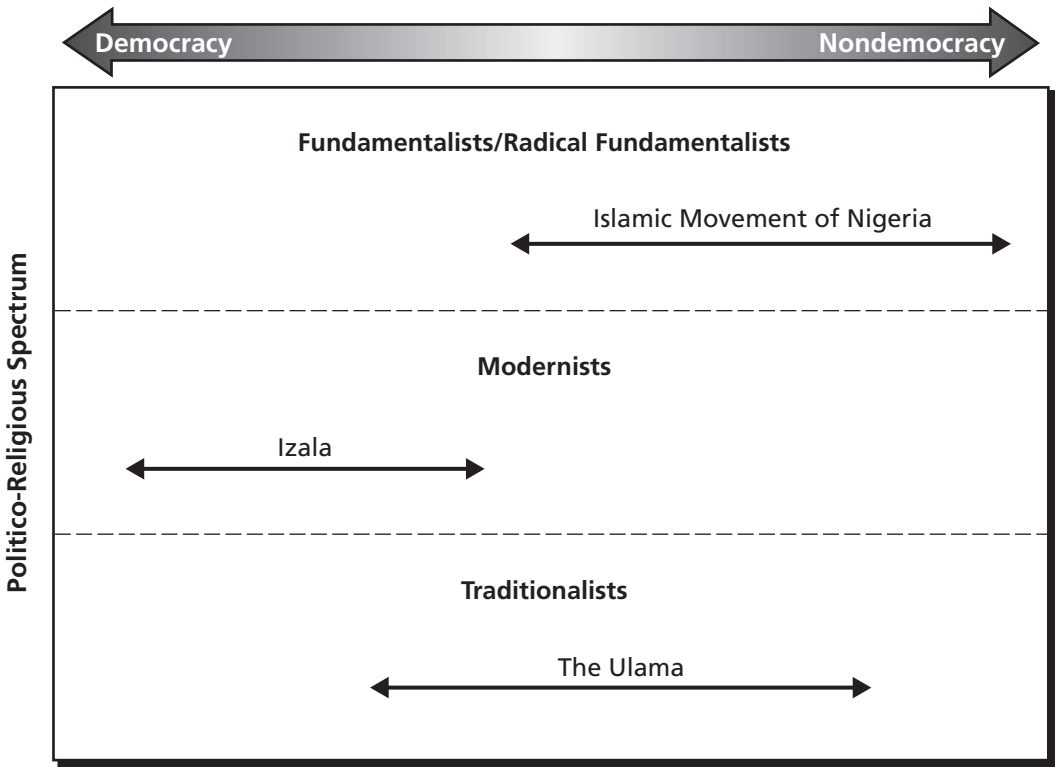 Democracy
Nondemocracy
Politico-Religious Spectrum
Fundamentalists/Radical Fundamentalists
Islamic Movement of Nigeria
Modernists
Izala
Traditionalists
The Ulama